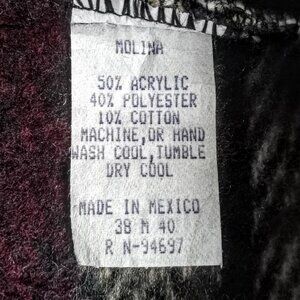 MOLINA
50% ACRYLIC
40% POLYESTER
10% COTTON
MACHINE,OR HAND
WASH COOL,TUMBLE
DRY COOL
MADE IN MEXICO
38 M 40
R N-94697